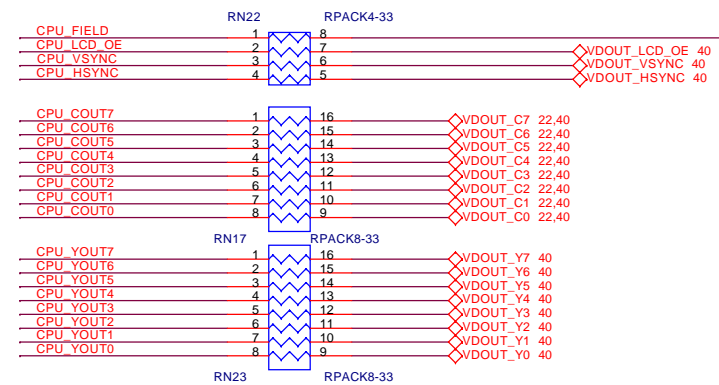 RN22 RPACK4-33
CPU_FIELD 1 8
CPU_LCD_OE 2 7 VDOUT_LCD_OE 40
CPU_VSYNC 3 6 VDOUT_VSYNC 40
CPU_HSYNC 4 5 VDOUT_HSYNC 40
CPU_COUT7 1 16 VDOUT_C7 22,40
CPU_COUT6 2 15 VDOUT_C6 22,40
CPU_COUT5 3 14 VDOUT_C5 22,40
CPU_COUT4 4 13 VDOUT_C4 22,40
CPU_COUT3 5 12 VDOUT_C3 22,40
CPU_COUT2 6 11 VDOUT_C2 22,40
CPU_COUT1 7 10 VDOUT_C1 22,40
CPU_COUT0 8 9 VDOUT_C0 22,40
RN17 RPACK8-33
CPU_YOUT7 1 16 VDOUT_Y7 40
CPU_YOUT6 2 15 VDOUT_Y6 40
CPU_YOUT5 3 14 VDOUT_Y5 40
CPU_YOUT4 4 13 VDOUT_Y4 40
CPU_YOUT3 5 12 VDOUT_Y3 40
CPU_YOUT2 6 11 VDOUT_Y2 40
CPU_YOUT1 7 10 VDOUT_Y1 40
CPU_YOUT0 8 9 VDOUT_Y0 40
RN23 RPACK8-33